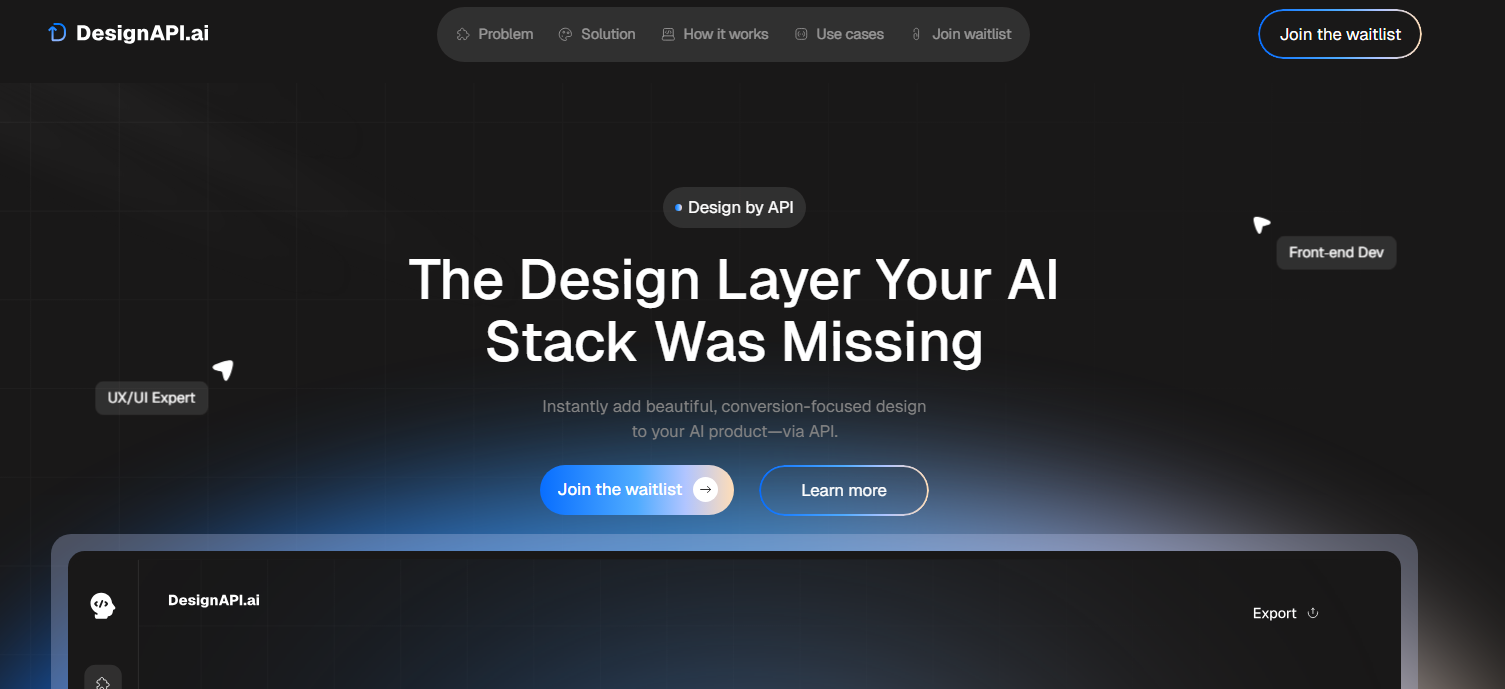 DesignAPI.ai
Problem
Solution
How it works
Use cases
Join waitlist
Join the waitlist
Design by API
Front-end Dev
The Design Layer Your AI
Stack Was Missing
UX/UI Expert
Instantly add beautiful, conversion-focused design
to your AI product—via API.
Join the waitlist
Learn more
DesignAPI.ai
Export